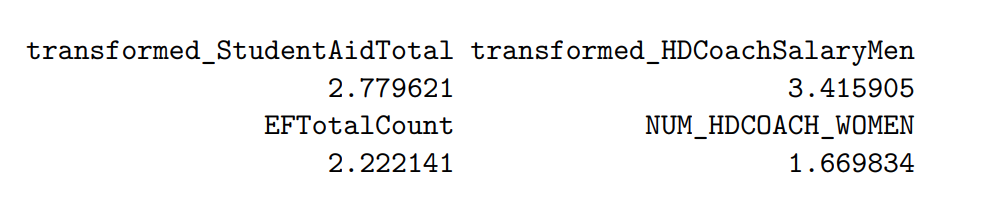 transformed_StudentAidTotal transformed_HDCoachSalaryMen
2.779621 3.415905
EFTotalCount NUM_HDCOACH_WOMEN
2.222141 1.669834